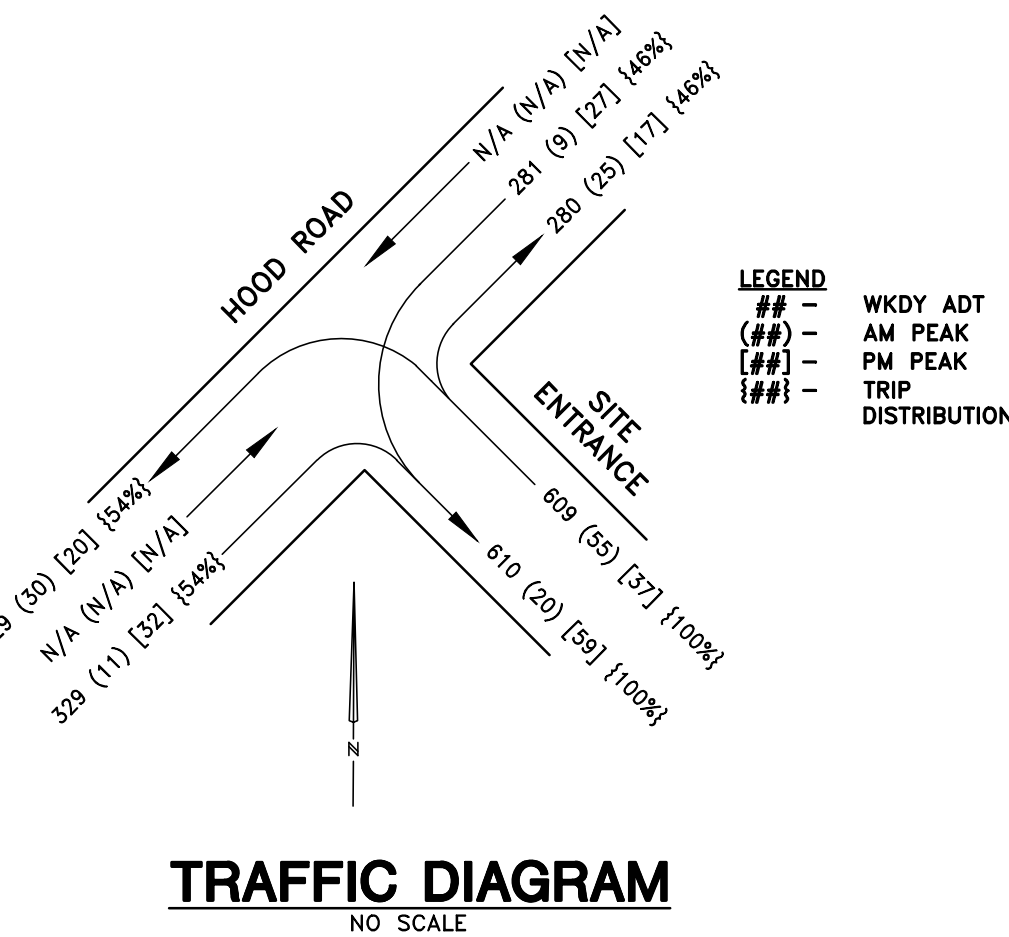 N/A (N/A) [N/A]
281 (9) [27] {46%}
280 (25) [17] {46%}
HOOD ROAD
LEGEND
## - WKDY ADT
(##) - AM PEAK
[##] - PM PEAK
{##} - TRIP
DISTRIBUTION
SITE
ENTRANCE
(30) [20] {54%}
N/A (N/A) [N/A]
329 (11) [32] {54%}
609 (55) [37] {100%}
610 (20) [59] {100%}
N
TRAFFIC DIAGRAM
NO SCALE